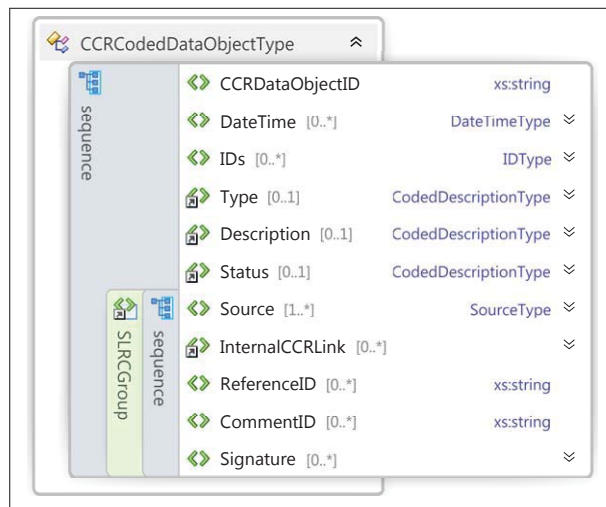 CCRCodedDataObjectType
sequence
CCRDataObjectID xs:string
DateTime [0..*] DateTimeType
IDs [0..*] IDType
Type [0..1] CodedDescriptionType
Description [0..1] CodedDescriptionType
Status [0..1] CodedDescriptionType
SLRCGroup
sequence
Source [1..*] SourceType
InternalCCRLink [0..*]
ReferenceID [0..*] xs:string
CommentID [0..*] xs:string
Signature [0..*]